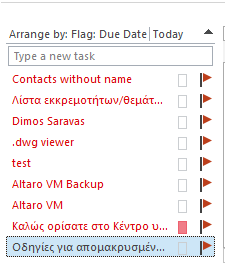 Arrange by: Flag: Due Date Today
Type a new task
Contacts without name
Λίστα εκκρεμοτήτων/θεμάτ...
Dimos Saravas
.dwg viewer
test
Altaro VM Backup
Altaro VM
Καλώς ορίσατε στο Κέντρο υ...
Οδηγίες για απομακρυσμέν...